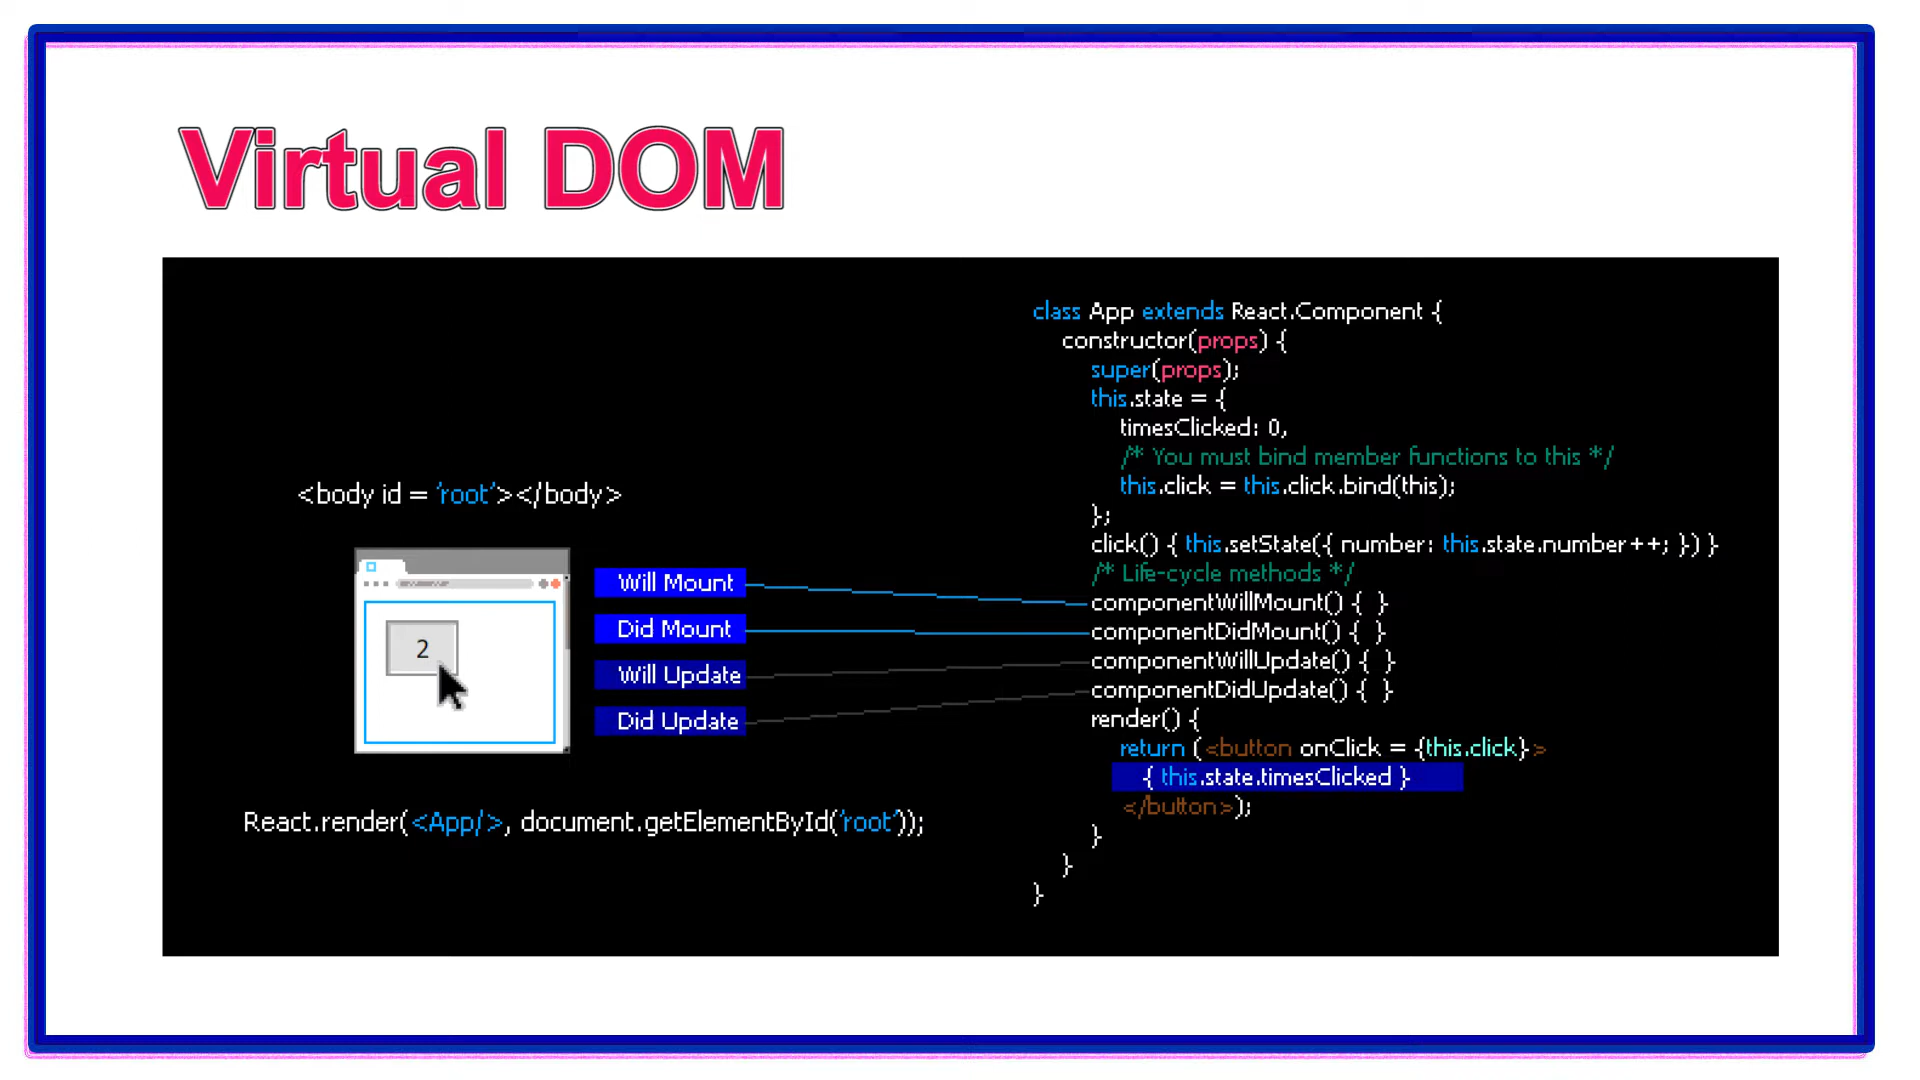 Virtual DOM
<body id = 'root'></body>
2
Will Mount
Did Mount
Will Update
Did Update
React.render(<App/>, document.getElementById('root'));
class App extends React.Component {
constructor(props) {
super(props);
this.state = {
timesClicked: 0,
/* You must bind member functions to this */
this.click = this.click.bind(this);
};
click() { this.setState({ number: this.state.number++; }) }
/* Life-cycle methods */
componentWillMount() { }
componentDidMount() { }
componentWillUpdate() { }
componentDidUpdate() { }
render() {
return ( <button onClick = {this.click}>
{ this.state.timesClicked }
</button>);
}
}
}